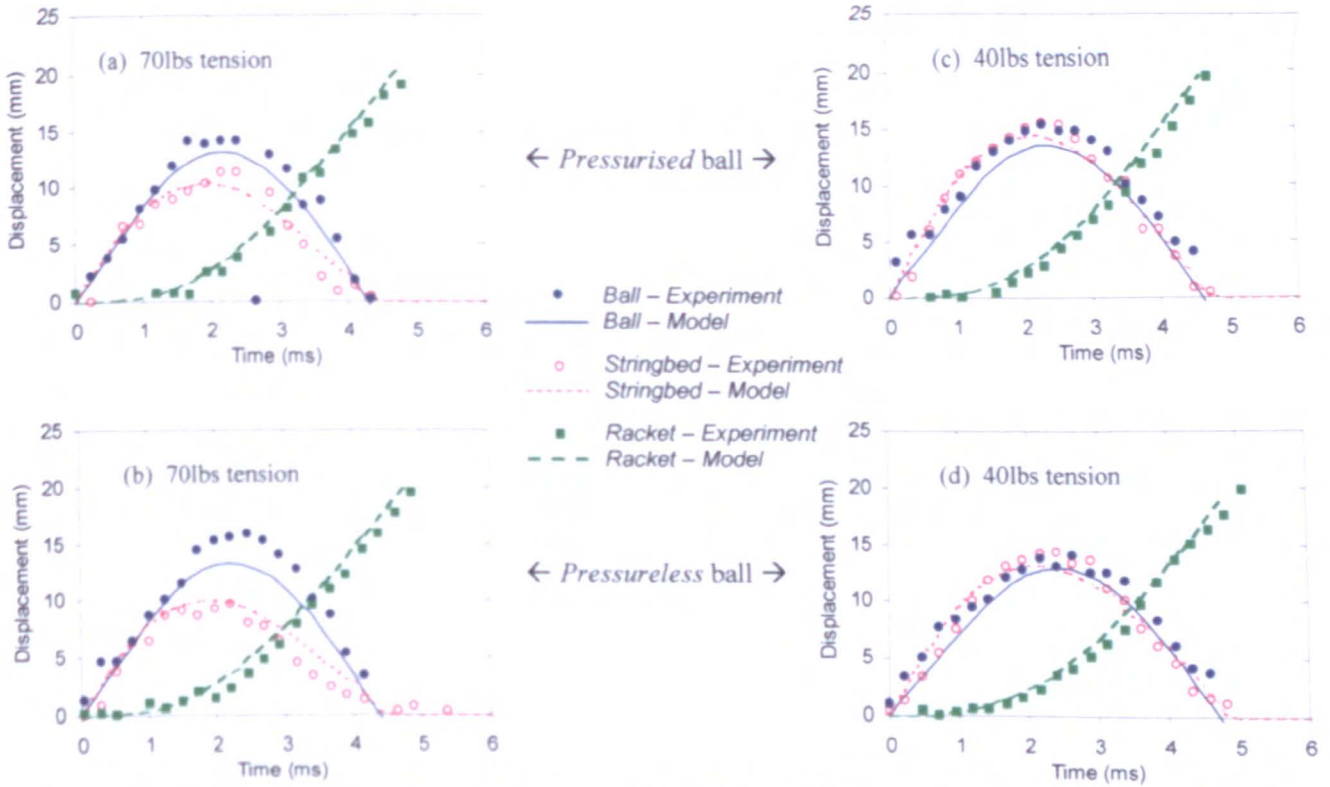 25
20
15
10
5
0
Displacement (mm)
(a) 70lbs tension
0 1 2 3 4 5 6
Time (ms)
25
20
15
10
5
0
Displacement (mm)
(c) 40lbs tension
0 1 2 3 4 5 6
Time (ms)
← Pressurised ball →
Ball – Experiment
Ball – Model
Stringbed – Experiment
Stringbed – Model
Racket – Experiment
Racket – Model
25
20
15
10
5
0
Displacement (mm)
(b) 70lbs tension
0 1 2 3 4 5 6
Time (ms)
← Pressureless ball →
25
20
15
10
5
0
Displacement (mm)
(d) 40lbs tension
0 1 2 3 4 5 6
Time (ms)